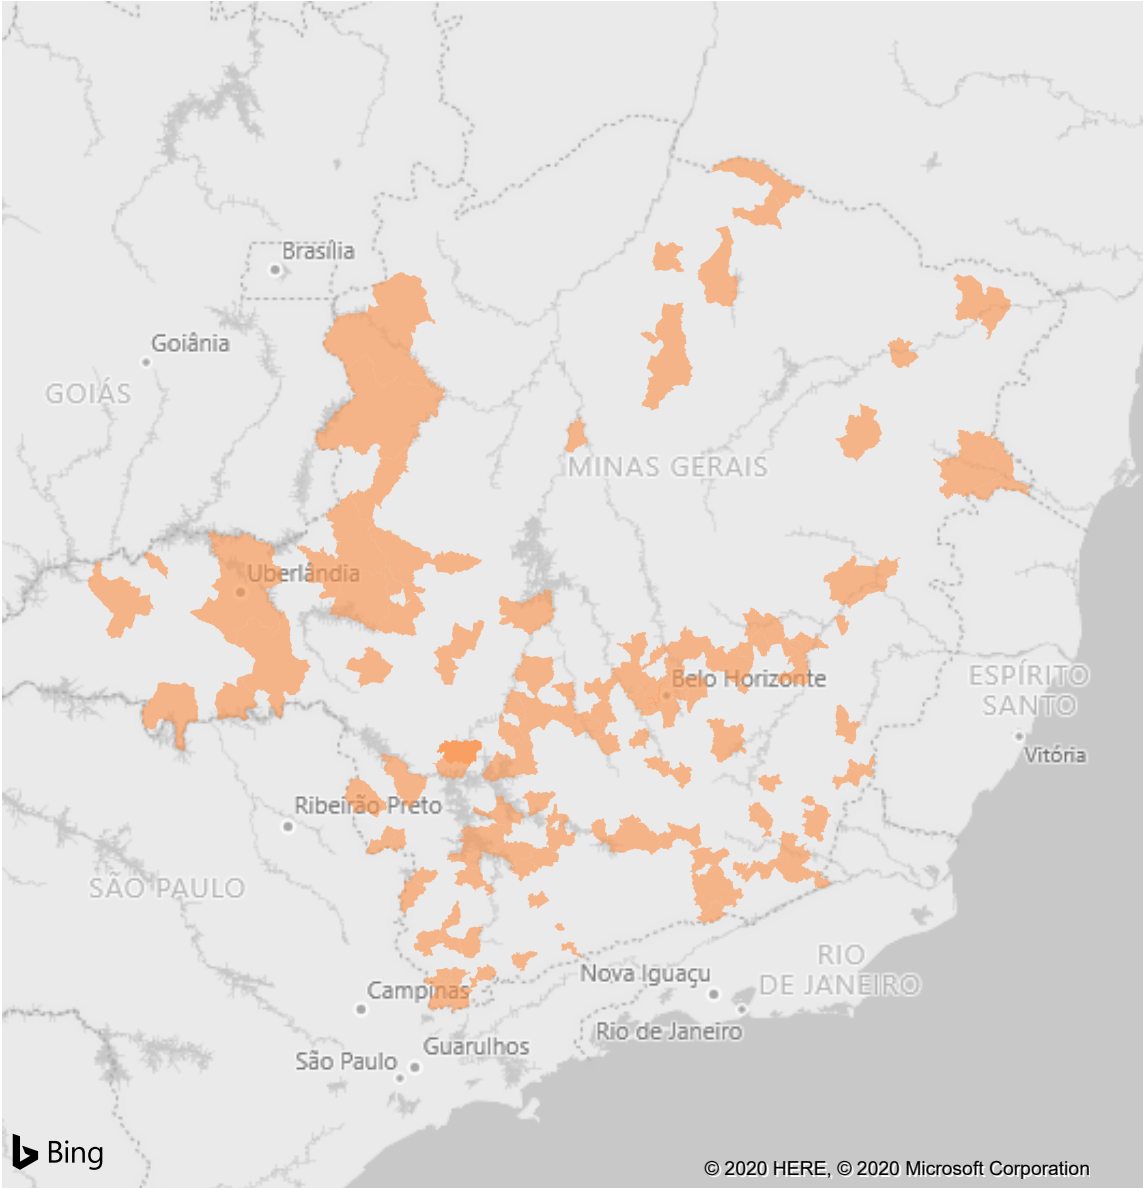 Brasília
Goiânia
GOIÁS
MINAS GERAIS
Uberlândia
Belo Horizonte
ESPÍRITO
SANTO
Vitória
Ribeirão Preto
SÃO PAULO
RIO
DE JANEIRO
Nova Iguaçu
Campinas
Rio de Janeiro
Guarulhos
São Paulo
Bing
© 2020 HERE, © 2020 Microsoft Corporation